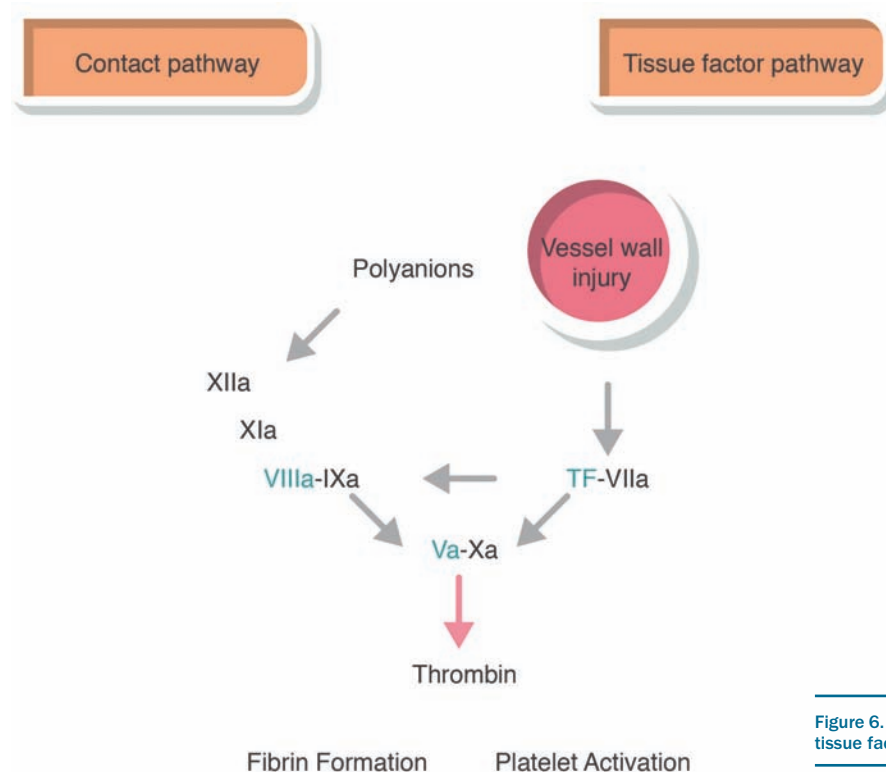 Contact pathway
Tissue factor pathway
Vessel wall
injury
Polyanions
XIIa
XIa
VIIIa-IXa
TF-VIIa
Va-Xa
Thrombin
Fibrin Formation
Platelet Activation
Figure 6.
tissue